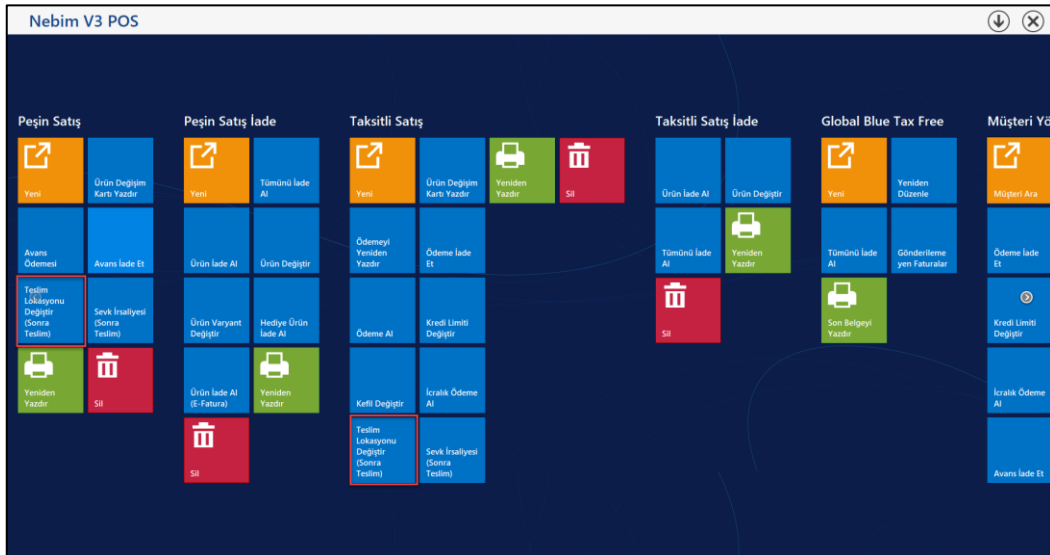 Nebim V3 POS
Peşin Satış
Yeni
Ürün Değişim
Kartı Yazdır
Avans
Ödemesi
Avans İade Et
Teslim
Lokasyonu
Değiştir
(Sonra
Teslim)
Sevk İrsaliyesi
(Sonra
Teslim)
Yeniden
Yazdır
Sil
Peşin Satış İade
Yeni
Tümünü İade
Al
Ürün İade Al
Ürün Değiştir
Ürün Varyant
Değiştir
Hediye Ürün
İade Al
Ürün İade Al
(E-Fatura)
Yeniden
Yazdır
Sil
Taksitli Satış
Yeni
Ürün Değişim
Kartı Yazdır
Yeniden
Yazdır
Sil
Ödemeyi
Yeniden
Yazdır
Ödeme İade
Et
Ödeme Al
Kredi Limiti
Değiştir
Kefil Değiştir
İcralık Ödeme
Al
Teslim
Lokasyonu
Değiştir
(Sonra
Teslim)
Sevk İrsaliyesi
(Sonra
Teslim)
Taksitli Satış İade
Ürün İade Al
Ürün Değiştir
Tümünü İade
Al
Yeniden
Yazdır
Sil
Global Blue Tax Free
Yeni
Yeniden
Düzenle
Tümünü İade
Al
Gönderileme
yen Faturalar
Son Belgeyi
Yazdır
Müşteri Yö
Müşteri Ara
Ödeme İade
Et
Kredi Limiti
Değiştir
İcralık Ödeme
Al
Avans İade Et